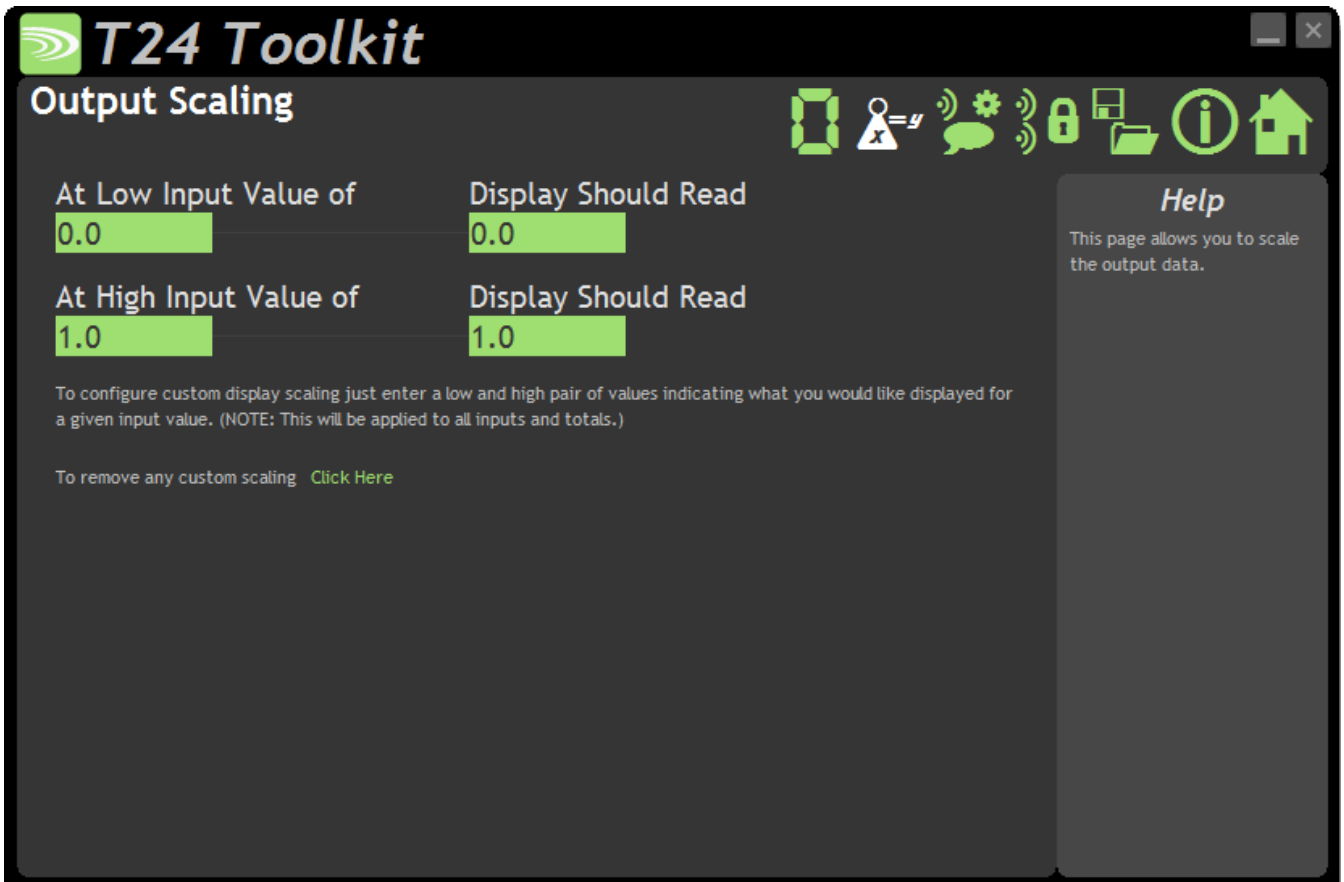 T24 Toolkit
Output Scaling
x=y
At Low Input Value of Display Should Read
0.0 0.0
At High Input Value of Display Should Read
1.0 1.0
To configure custom display scaling just enter a low and high pair of values indicating what you would like displayed for
a given input value. (NOTE: This will be applied to all inputs and totals.)
To remove any custom scaling Click Here
Help
This page allows you to scale
the output data.